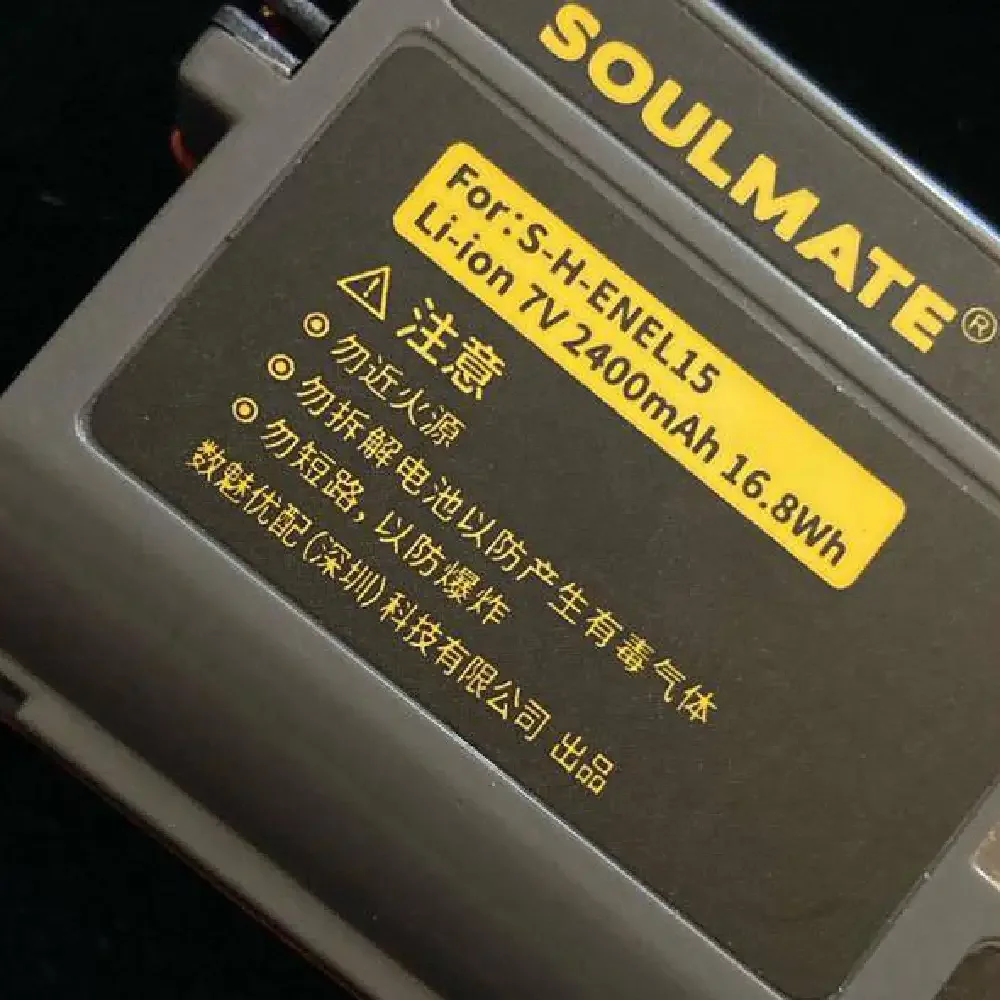 SOULMATE®
For:S-H-ENEL15
Li-ion 7V 2400mAh 16.8Wh
注意
勿近火源
勿拆解电池以防产生有毒气体
勿短路,以防爆炸
数魅优配(深圳)科技有限公司 出品